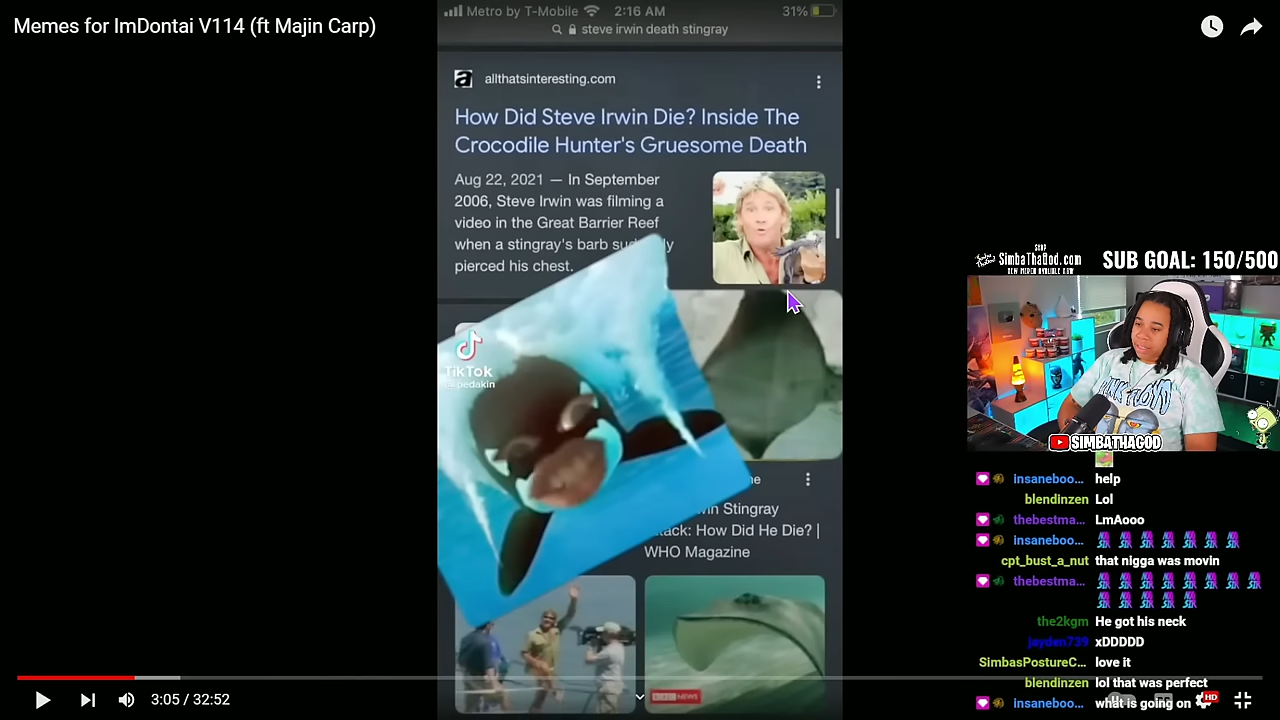 Memes for ImDontai V114 (ft Majin Carp)
Metro by T-Mobile 2:16 AM 31%
steve irwin death stingray
allthatsinteresting.com
How Did Steve Irwin Die? Inside The
Crocodile Hunter's Gruesome Death
Aug 22, 2021 — In September
2006, Steve Irwin was filming a
video in the Great Barrier Reef
when a stingray's barb
pierced his chest.
TikTok
pedakin
Stingray
How Did He Die? |
WHO Magazine
NEWS
SHOP
SimbaThaGod.com
SUB GOAL: 150/500
SIMBATHAGOD
insaneboo... help
blendinzen Lol
thebestma... LmAooo
insaneboo...
cpt_bust_a_nut that nigga was movin
thebestma...
the2kgm He got his neck
jayden739 xDDDDD
SimbasPostureC... love it
blendinzen lol that was perfect
insaneboo... what is going on
HD
3:05 / 32:52